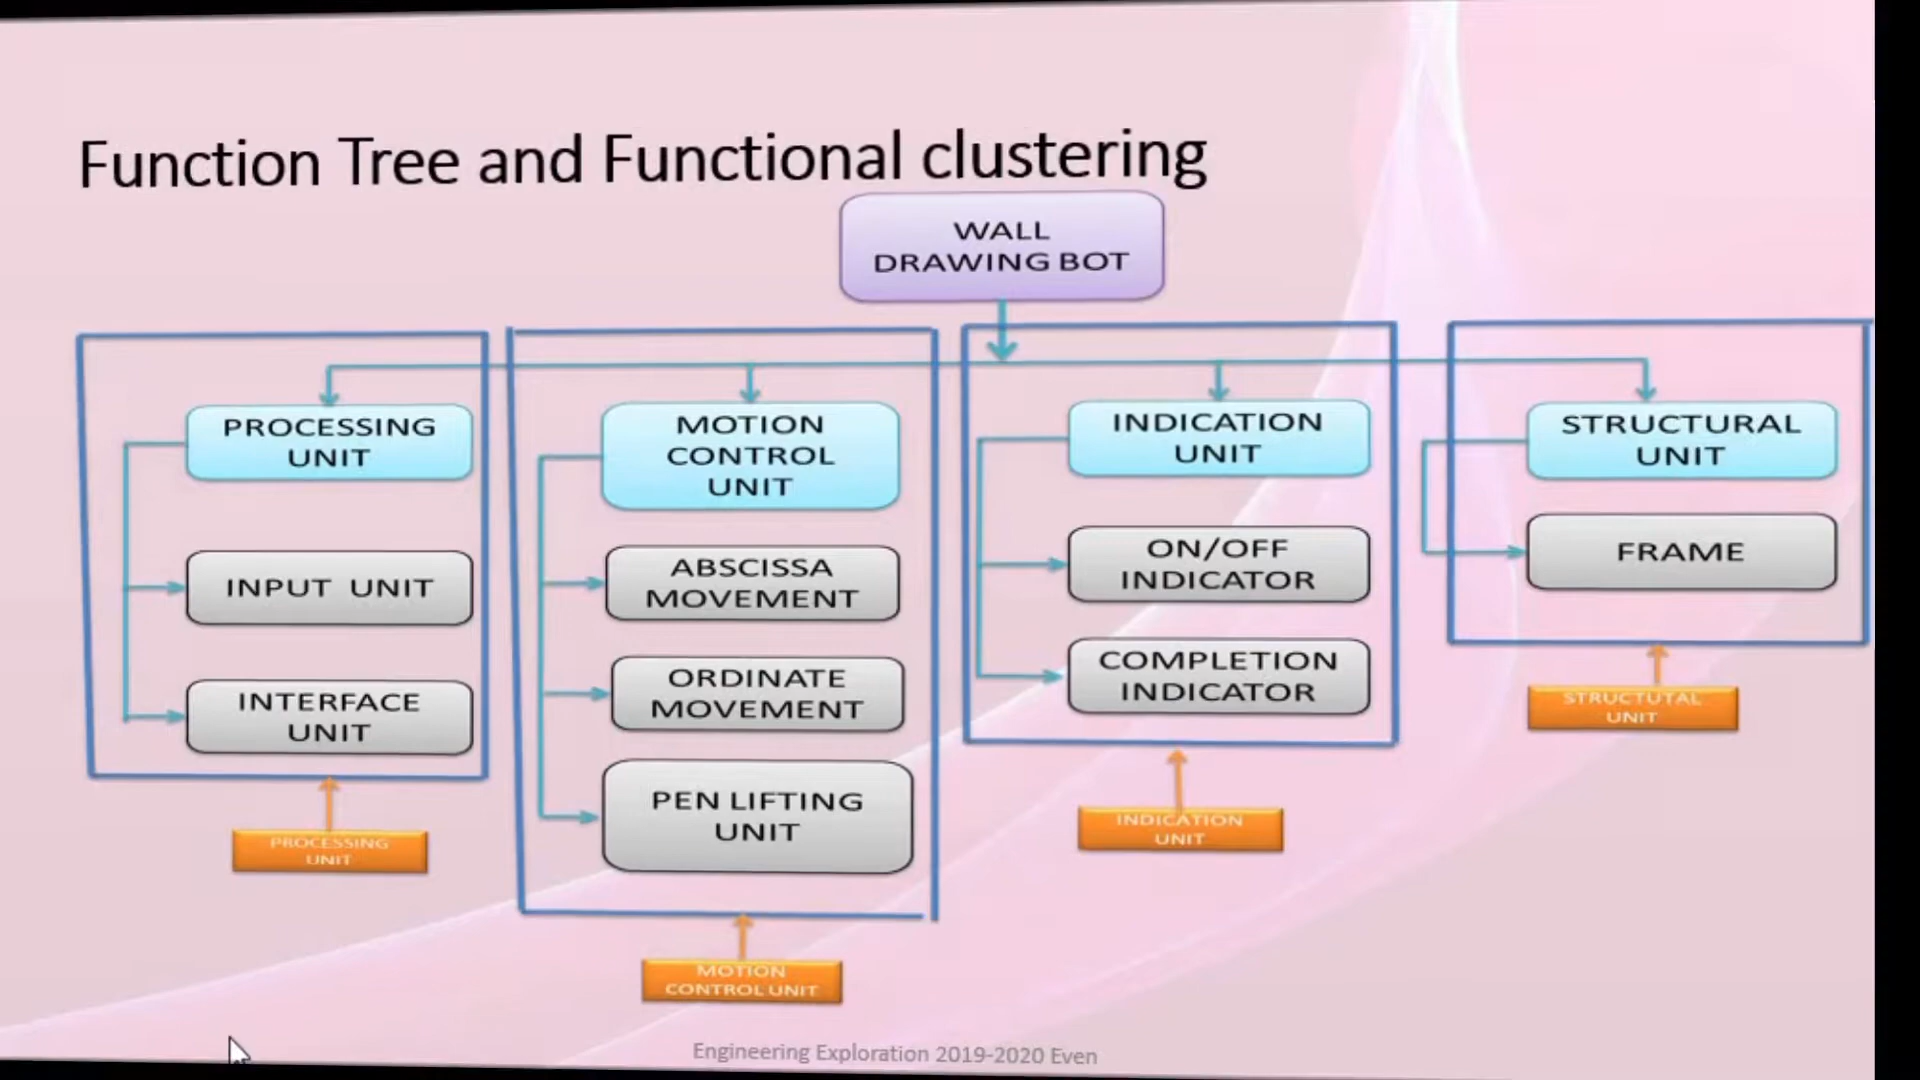 Function Tree and Functional clustering
WALL
DRAWING BOT
PROCESSING
UNIT
INPUT UNIT
INTERFACE
UNIT
PROCESSING
UNIT
MOTION
CONTROL
UNIT
ABSCISSA
MOVEMENT
ORDINATE
MOVEMENT
PEN LIFTING
UNIT
MOTION
CONTROL UNIT
INDICATION
UNIT
ON/OFF
INDICATOR
COMPLETION
INDICATOR
INDICATION
UNIT
STRUCTURAL
UNIT
FRAME
STRUCTUTAL
UNIT
Engineering Exploration 2019-2020 Even